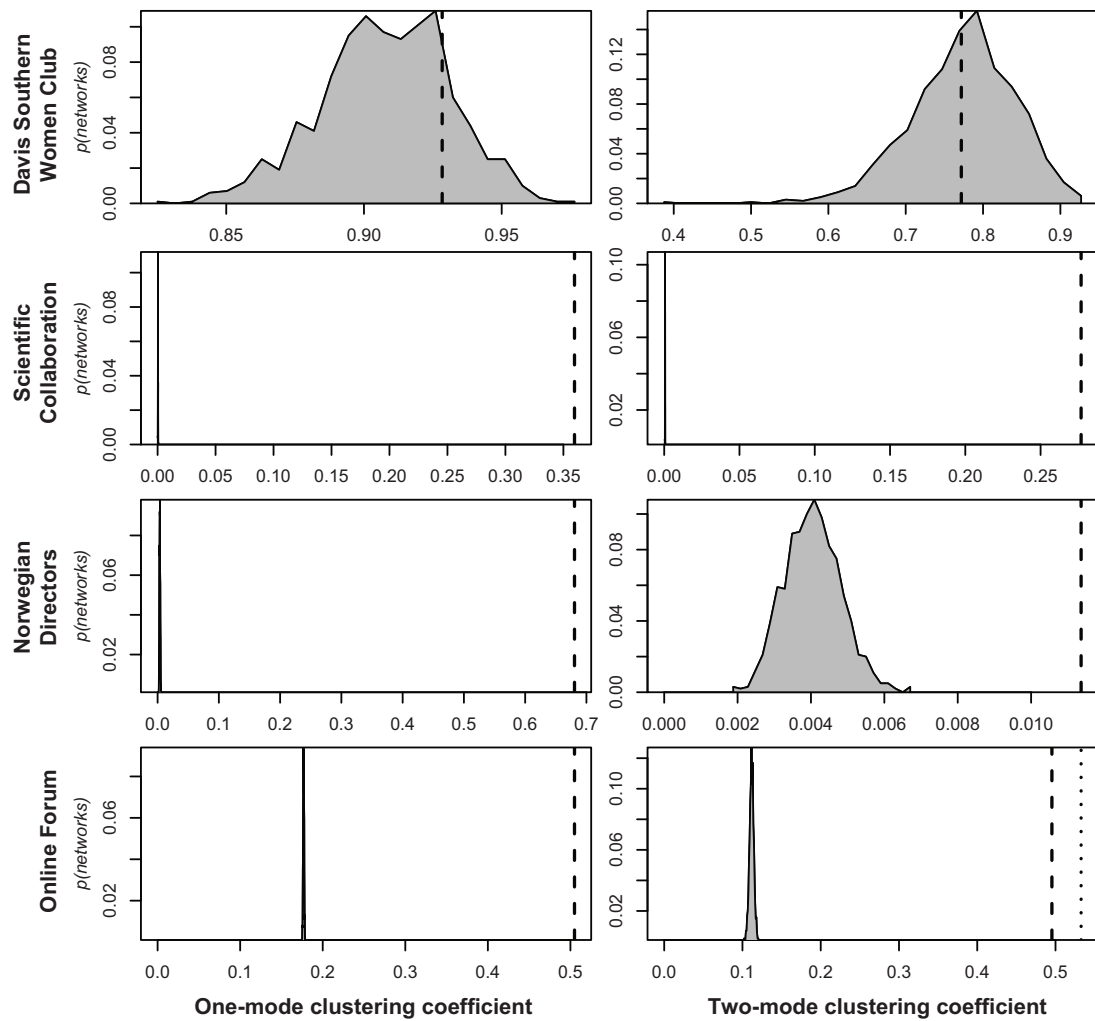 Davis Southern
Women Club
p(networks)
0.00 0.04 0.08
0.85 0.90 0.95
0.00 0.04 0.08 0.12
0.4 0.5 0.6 0.7 0.8 0.9
Scientific
Collaboration
p(networks)
0.00 0.04 0.08
0.00 0.05 0.10 0.15 0.20 0.25 0.30 0.35
0.02 0.06 0.10
0.00 0.05 0.10 0.15 0.20 0.25
Norwegian
Directors
p(networks)
0.02 0.06
0.0 0.1 0.2 0.3 0.4 0.5 0.6 0.7
0.00 0.04 0.08
0.000 0.002 0.004 0.006 0.008 0.010
Online Forum
p(networks)
0.02 0.06
0.0 0.1 0.2 0.3 0.4 0.5
0.02 0.06 0.10
0.0 0.1 0.2 0.3 0.4 0.5
One-mode clustering coefficient
Two-mode clustering coefficient